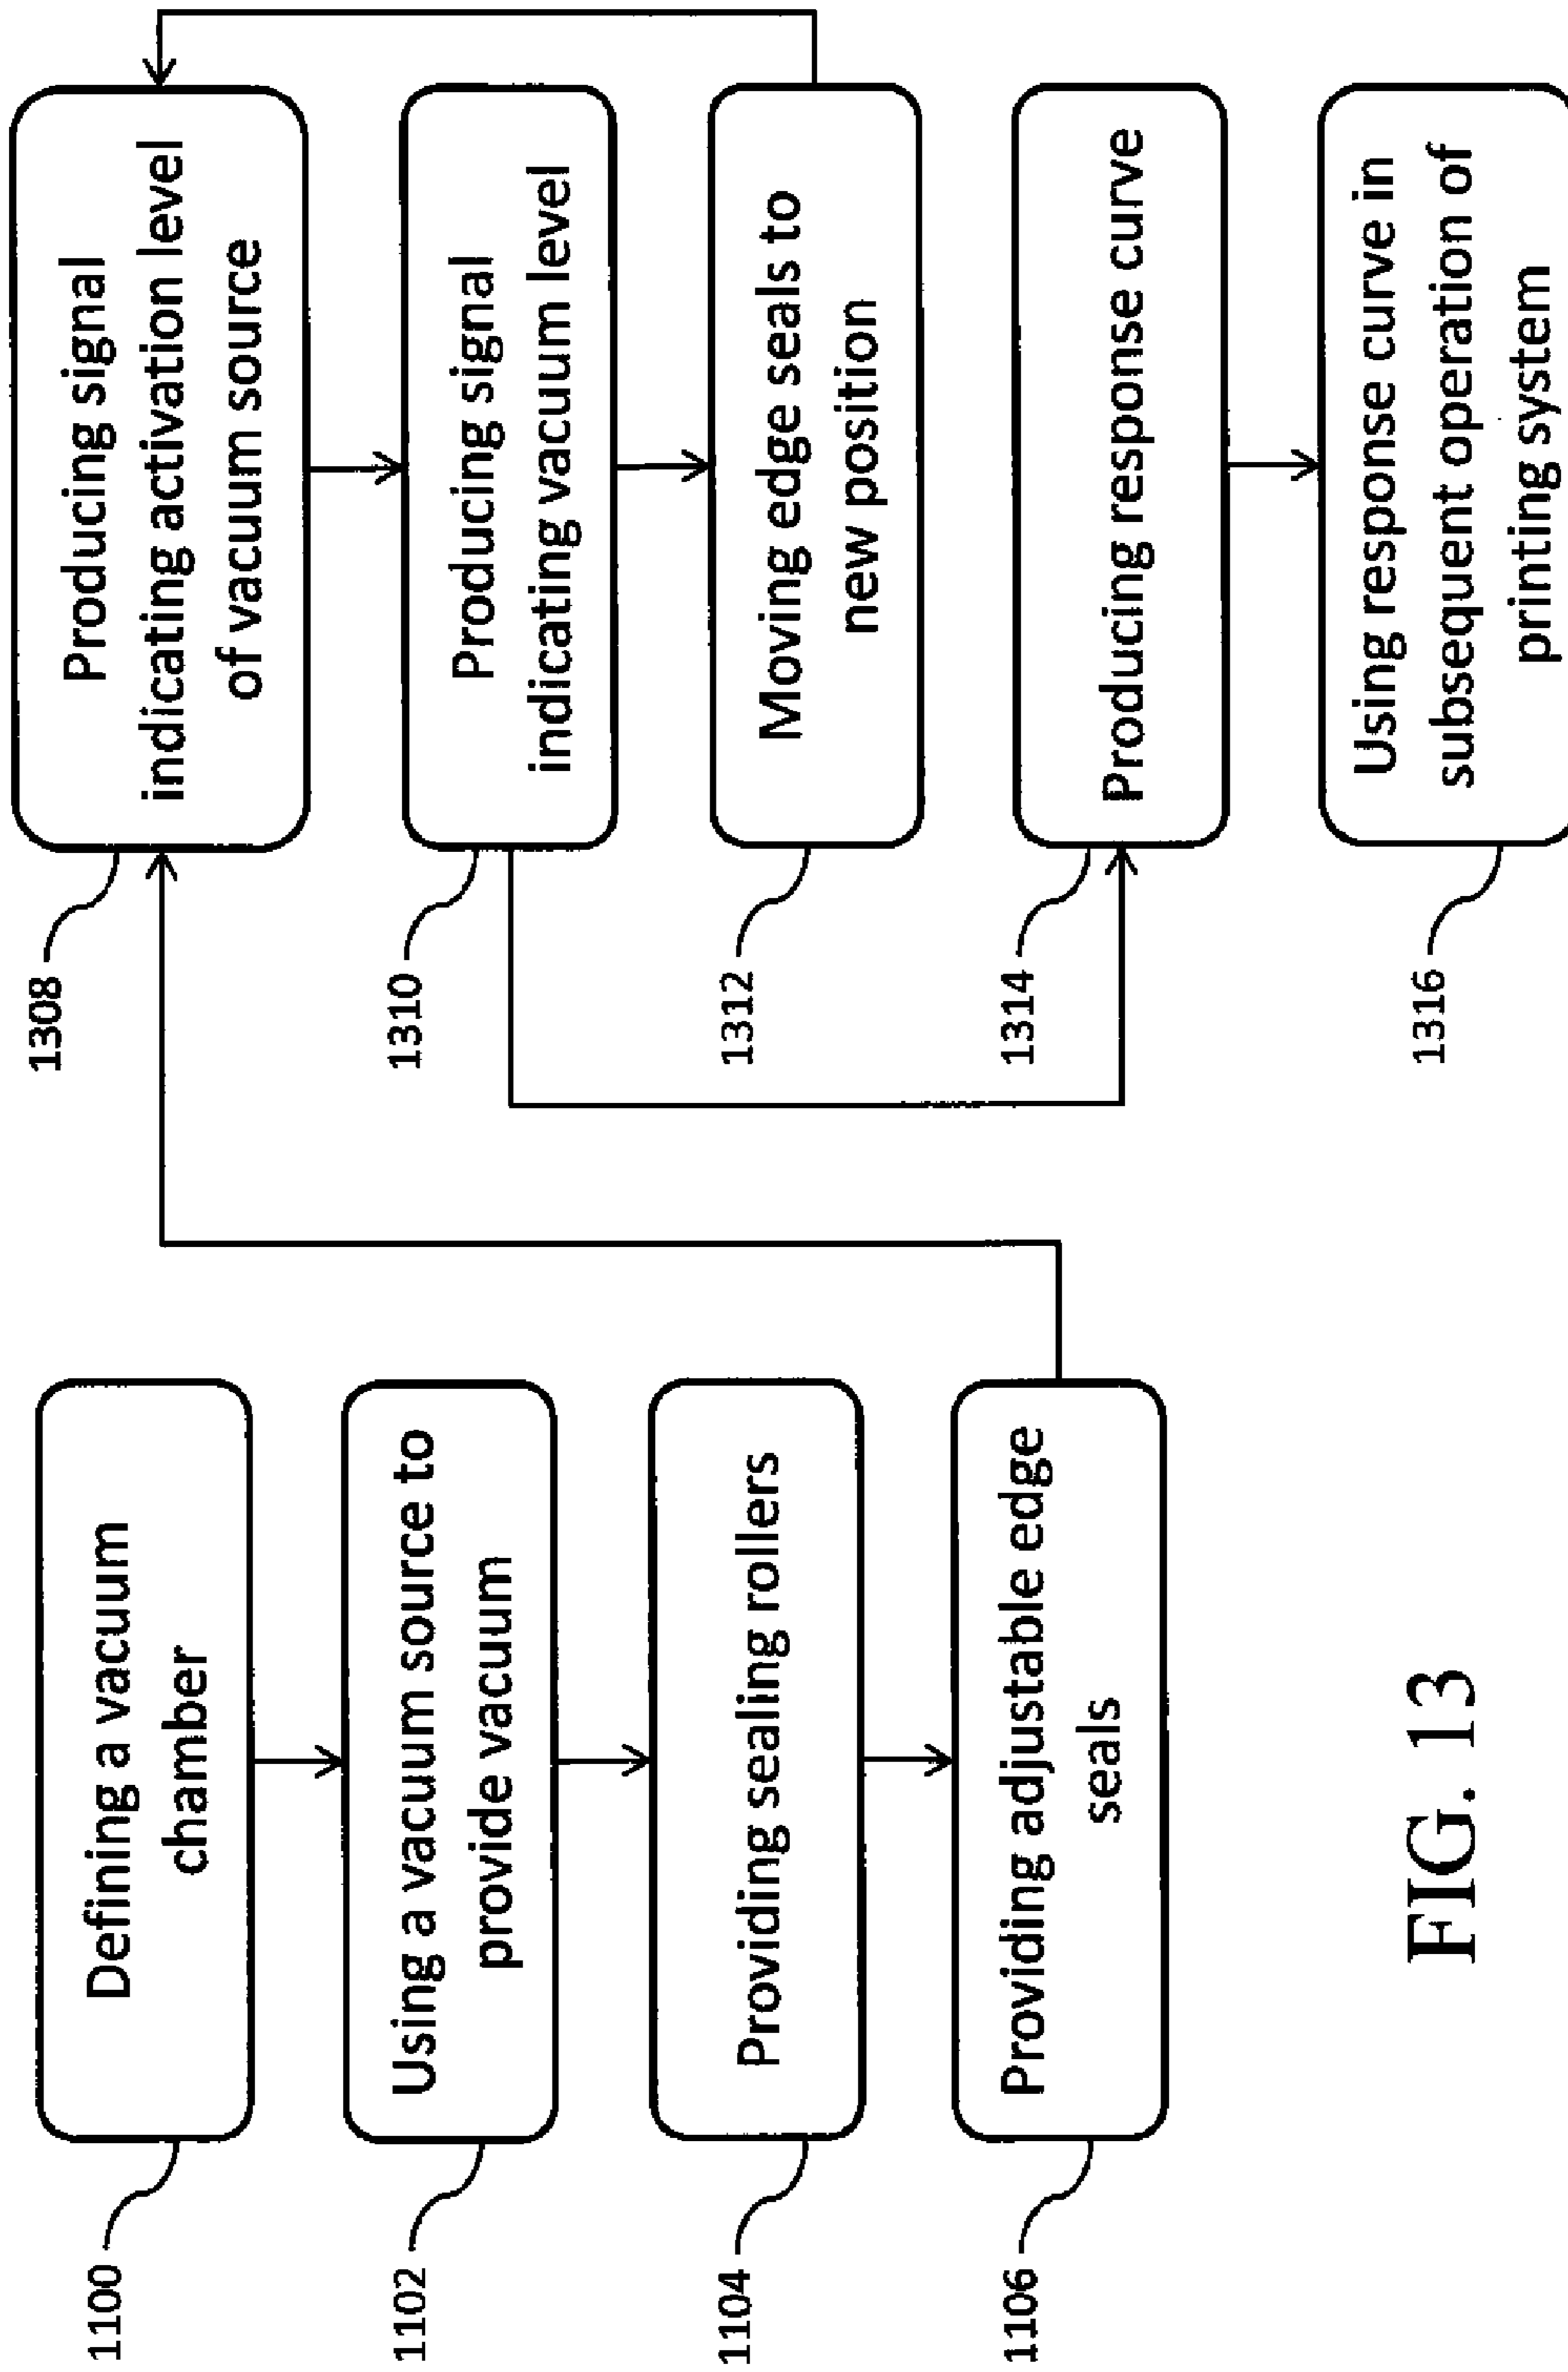 1100
Defining a vacuum
chamber
1102
Using a vacuum source to
provide vacuum
1104
Providing sealing rollers
1106
Providing adjustable edge
seals
1308
Producing signal
indicating activation level
of vacuum source
1310
Producing signal
indicating vacuum level
1312
Moving edge seals to
new position
1314
Producing response curve
1316
Using response curve in
subsequent operation of
printing system
FIG. 13